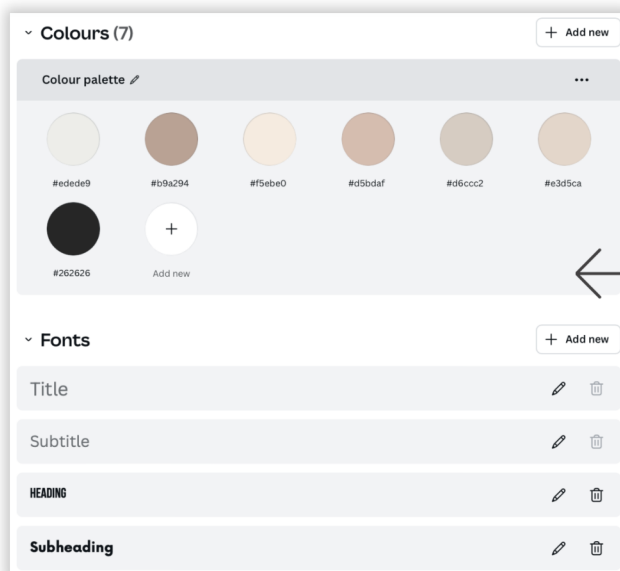 Colours (7)
+ Add new
Colour palette
#edede9 #b9a294 #f5ebe0 #d5bdaf #d6ccc2 #e3d5ca
#262626 Add new
Fonts
+ Add new
Title
Subtitle
HEADING
Subheading